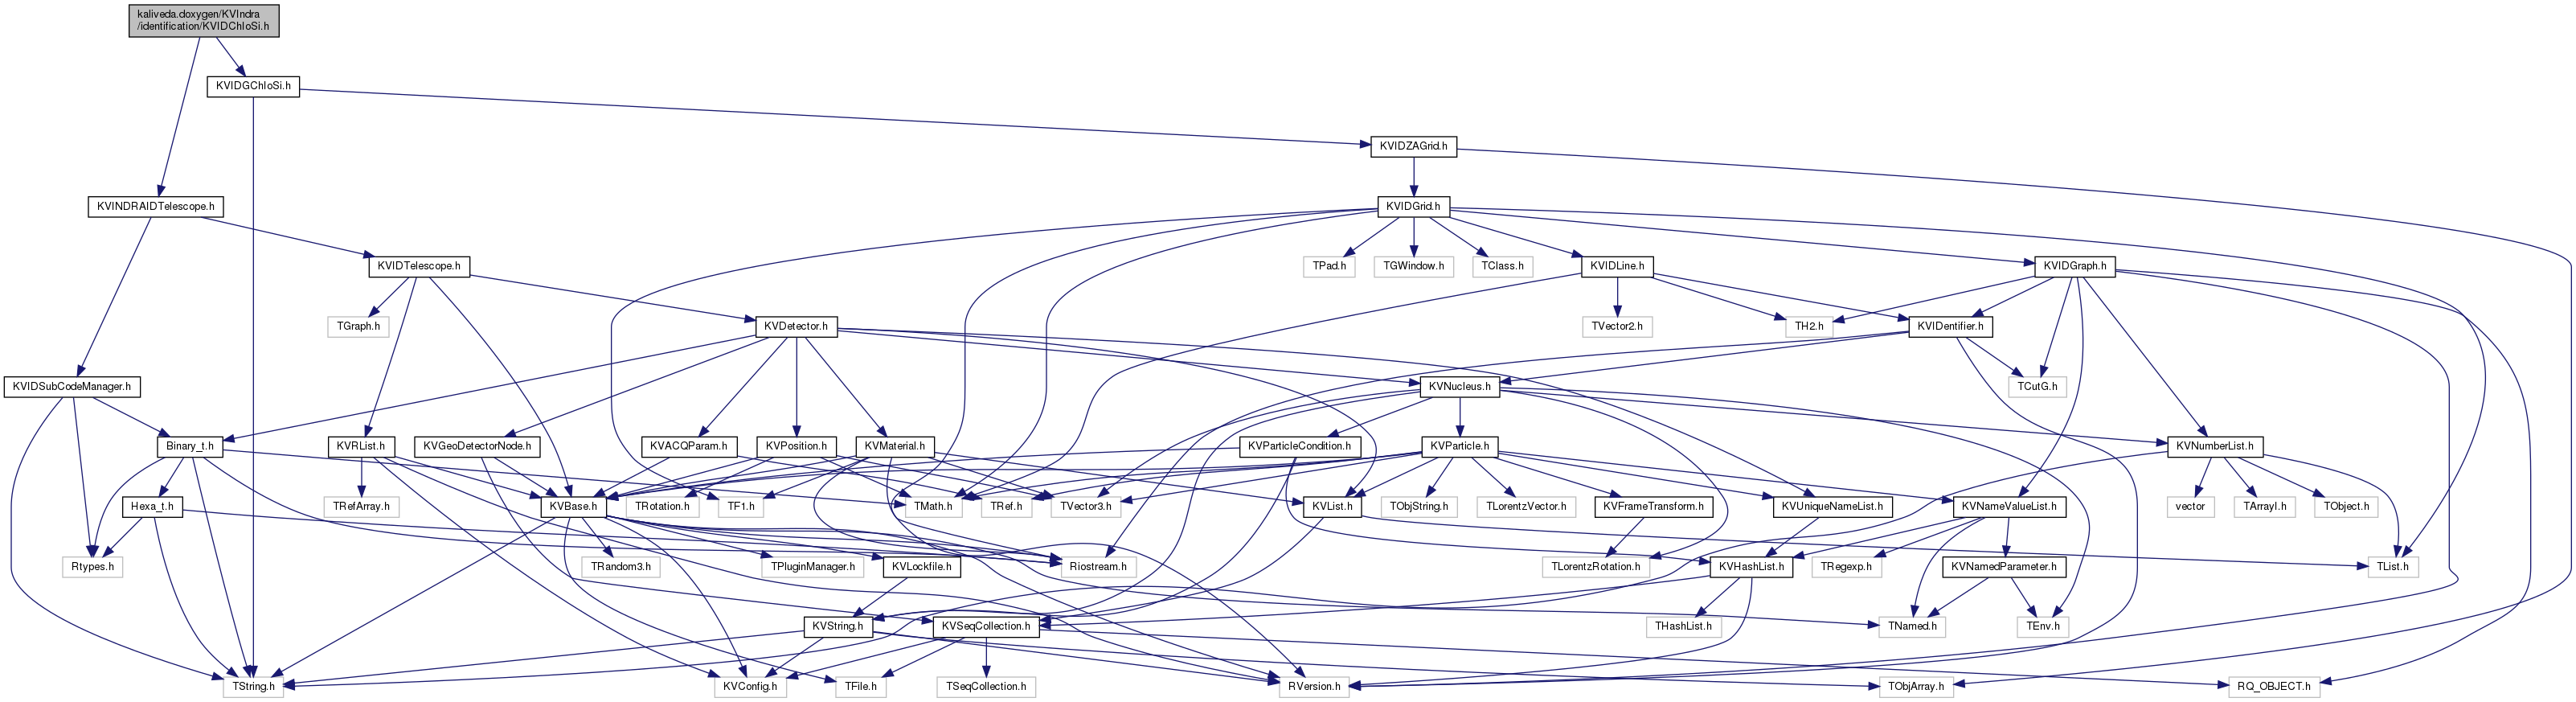 kaliveda.doxygen/KVIndra
/identification/KVIDChIoSi.h
KVIDGChIoSi.h
KVIDZAGrid.h
KVINDRAIDTelescope.h
KVIDGrid.h
KVIDTelescope.h
TPad.h
TGWindow.h
TClass.h
KVIDLine.h
KVIDGraph.h
TGraph.h
KVDetector.h
TVector2.h
TH2.h
KVIDentifier.h
KVIDSubCodeManager.h
KVNucleus.h
TCutG.h
Binary_t.h
KVRList.h
KVGeoDetectorNode.h
KVACQParam.h
KVPosition.h
KVMaterial.h
KVParticleCondition.h
KVParticle.h
KVNumberList.h
Hexa_t.h
TRefArray.h
KVBase.h
TRotation.h
TF1.h
TMath.h
TRef.h
TVector3.h
KVList.h
TObjString.h
TLorentzVector.h
KVFrameTransform.h
KVUniqueNameList.h
KVNameValueList.h
vector
TArrayI.h
TObject.h
Rtypes.h
TRandom3.h
TPluginManager.h
KVLockfile.h
Riostream.h
TLorentzRotation.h
KVHashList.h
TRegexp.h
KVNamedParameter.h
TList.h
KVString.h
KVSeqCollection.h
THashList.h
TNamed.h
TEnv.h
TString.h
KVConfig.h
TFile.h
TSeqCollection.h
RVersion.h
TObjArray.h
RQ_OBJECT.h